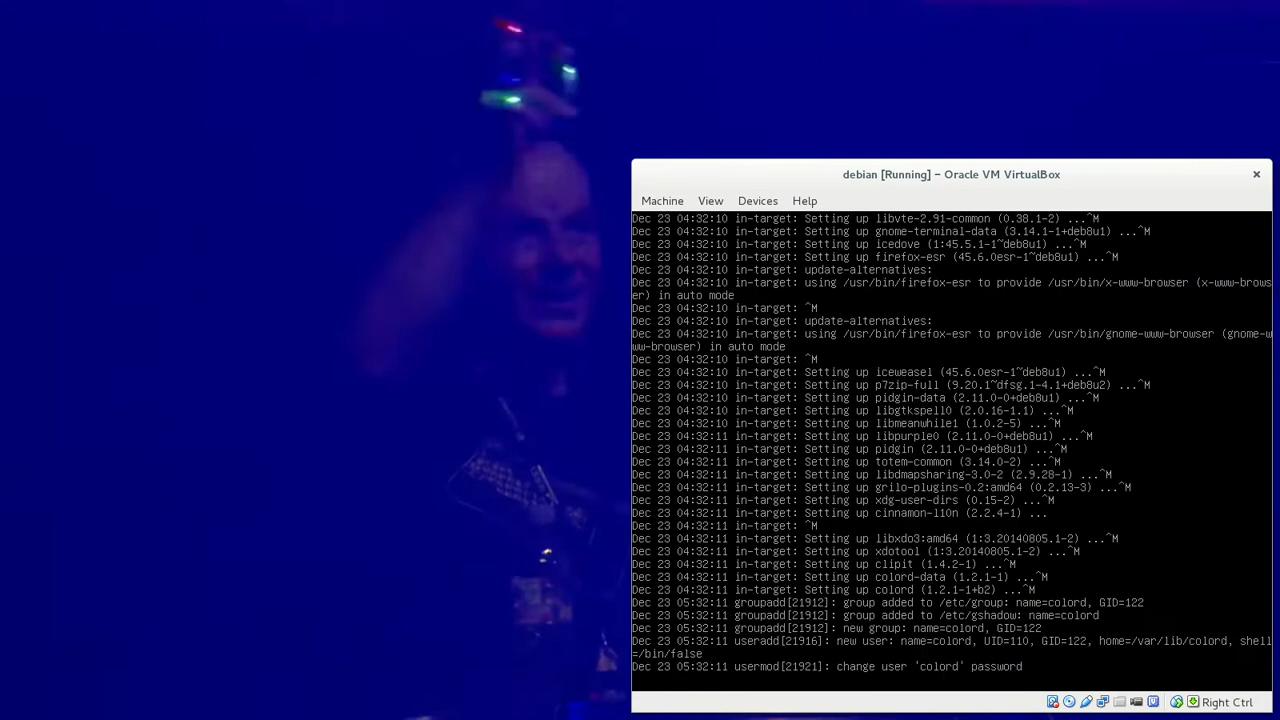 debian [Running] – Oracle VM VirtualBox
Machine View Devices Help
Dec 23 04:32:10 in-target: Setting up libvte-2.91-common (0.38.1-2) ...^M
Dec 23 04:32:10 in-target: Setting up gnome-terminal-data (3.14.1-1+deb8u1) ...^M
Dec 23 04:32:10 in-target: Setting up icedove (1:45.5.1-1~deb8u1) ...^M
Dec 23 04:32:10 in-target: Setting up firefox-esr (45.6.0esr-1~deb8u1) ...^M
Dec 23 04:32:10 in-target: update-alternatives:
Dec 23 04:32:10 in-target: using /usr/bin/firefox-esr to provide /usr/bin/x-www-browser (x-www-brows
er) in auto mode
Dec 23 04:32:10 in-target: ^M
Dec 23 04:32:10 in-target: update-alternatives:
Dec 23 04:32:10 in-target: using /usr/bin/firefox-esr to provide /usr/bin/gnome-www-browser (gnome-w
ww-browser) in auto mode
Dec 23 04:32:10 in-target: ^M
Dec 23 04:32:10 in-target: Setting up iceweasel (45.6.0esr-1~deb8u1) ...^M
Dec 23 04:32:10 in-target: Setting up p7zip-full (9.20.1~dfsg.1-4.1+deb8u2) ...^M
Dec 23 04:32:10 in-target: Setting up pidgin-data (2.11.0-0+deb8u1) ...^M
Dec 23 04:32:10 in-target: Setting up libgtkspell0 (2.0.16-1.1) ...^M
Dec 23 04:32:10 in-target: Setting up libmeanwhile1 (1.0.2-5) ...^M
Dec 23 04:32:11 in-target: Setting up libpurple0 (2.11.0-0+deb8u1) ...^M
Dec 23 04:32:11 in-target: Setting up pidgin (2.11.0-0+deb8u1) ...^M
Dec 23 04:32:11 in-target: Setting up totem-common (3.14.0-2) ...^M
Dec 23 04:32:11 in-target: Setting up libdmapsharing-3.0-2 (2.9.28-1) ...^M
Dec 23 04:32:11 in-target: Setting up grilo-plugins-0.2:amd64 (0.2.13-3) ...^M
Dec 23 04:32:11 in-target: Setting up xdg-user-dirs (0.15-2) ...^M
Dec 23 04:32:11 in-target: Setting up cinnamon-l10n (2.2.4-1) ...
Dec 23 04:32:11 in-target: ^M
Dec 23 04:32:11 in-target: Setting up libxdo3:amd64 (1:3.20140805.1-2) ...^M
Dec 23 04:32:11 in-target: Setting up xdotool (1:3.20140805.1-2) ...^M
Dec 23 04:32:11 in-target: Setting up clipit (1.4.2-1) ...^M
Dec 23 04:32:11 in-target: Setting up colord-data (1.2.1-1) ...^M
Dec 23 04:32:11 in-target: Setting up colord (1.2.1-1+b2) ...^M
Dec 23 05:32:11 groupadd[21912]: group added to /etc/group: name=colord, GID=122
Dec 23 05:32:11 groupadd[21912]: group added to /etc/gshadow: name=colord
Dec 23 05:32:11 groupadd[21912]: new group: name=colord, GID=122
Dec 23 05:32:11 useradd[21916]: new user: name=colord, UID=110, GID=122, home=/var/lib/colord, shell
=/bin/false
Dec 23 05:32:11 usermod[21921]: change user 'colord' password
Right Ctrl